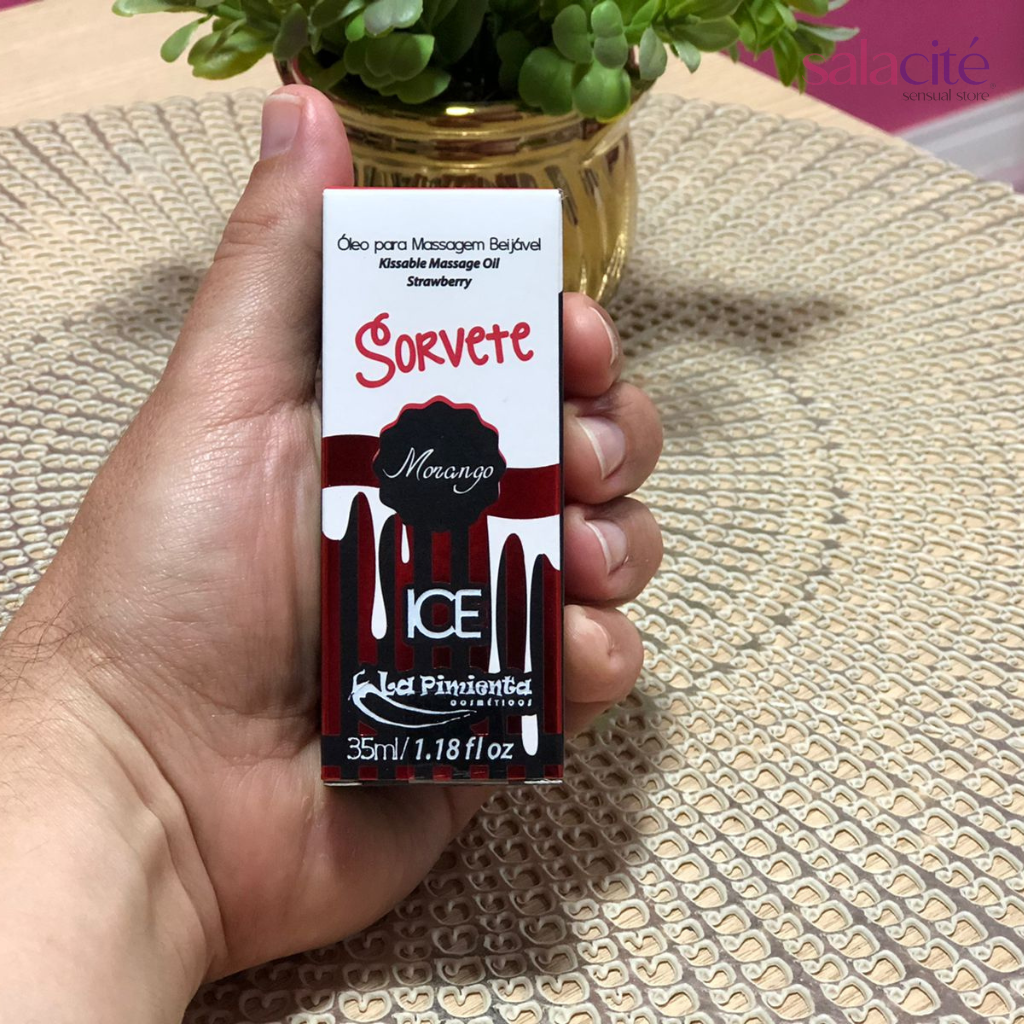 salacité
sensual store
Óleo para Massagem Beijável
Kissable Massage Oil
Strawberry
Sorvete
Morango
ICE
La Pimienta
COSMÉTICOS
35ml/1.18 fl oz